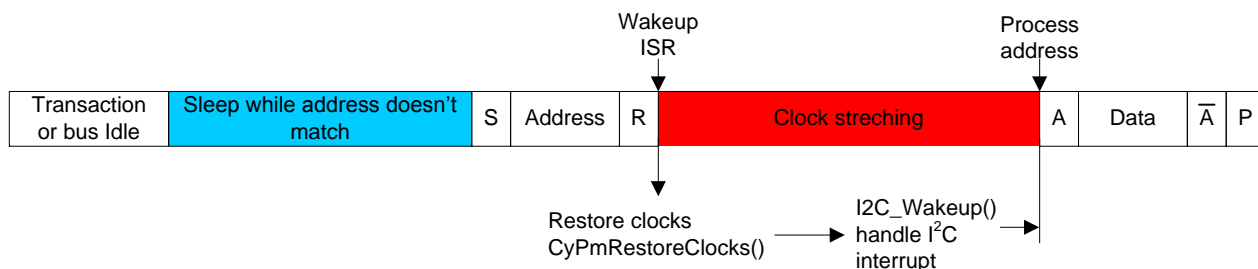 Wakeup
ISR
Process
address
Transaction
or bus Idle
Sleep while address doesn't
match
S
Address
R
Clock streching
A
Data
A̅
P
Restore clocks
CyPmRestoreClocks()
I2C_Wakeup()
handle I²C
interrupt